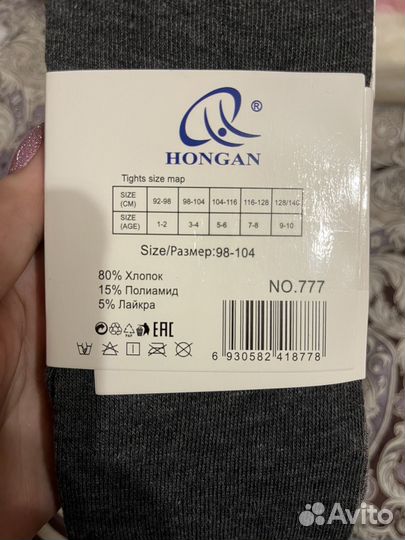 ®
HONGAN
Tights size map
SIZE (CM) 92-98 98-104 104-116 116-128 128/140
SIZE (AGE) 1-2 3-4 5-6 7-8 9-10
Size/Размер:98-104
80% Хлопок
15% Полиамид
5% Лайкра
NO.777
EAC
6 930582 418778
Avito